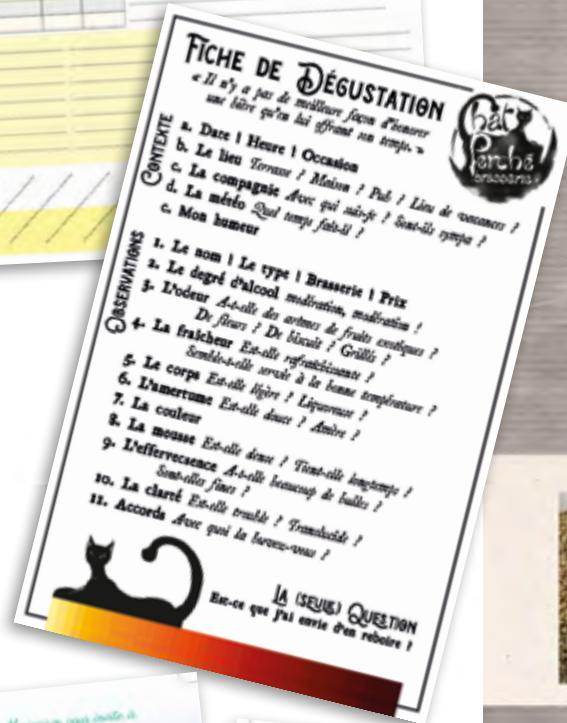 FICHE DE DÉGUSTATION
« Il n'y a pas de meilleure façon d'honorer
une bière qu'en lui offrant son temps. »
Chat
Perché
brasserie
CONTEXTE
a. Date | Heure | Occasion
b. Le lieu Terrasse ? Maison ? Pub ? Lieu de vacances ?
c. La compagnie Avec qui suis-je ? Sont-ils sympa ?
d. La météo Quel temps fait-il ?
e. Mon humeur
OBSERVATIONS
1. Le nom | Le type | Brasserie | Prix
2. Le degré d'alcool modération, modération !
3. L'odeur A-t-elle des arômes de fruits exotiques ?
De fleurs ? De biscuit ? Grillés ?
4. La fraîcheur Est-elle rafraîchissante ?
Semble-t-elle servie à la bonne température ?
5. Le corps Est-elle légère ? Liquoreuse ?
6. L'amertume Est-elle douce ? Amère ?
7. La couleur
8. La mousse Est-elle dense ? Tient-elle longtemps ?
9. L'effervecsence A-t-elle beaucoup de bulles ?
Sont-elles fines ?
10. La clarté Est-elle trouble ? Translucide ?
11. Accords Avec quoi la buvez-vous ?
LA (SEULE) QUESTION
Est-ce que j'ai envie d'en reboire ?